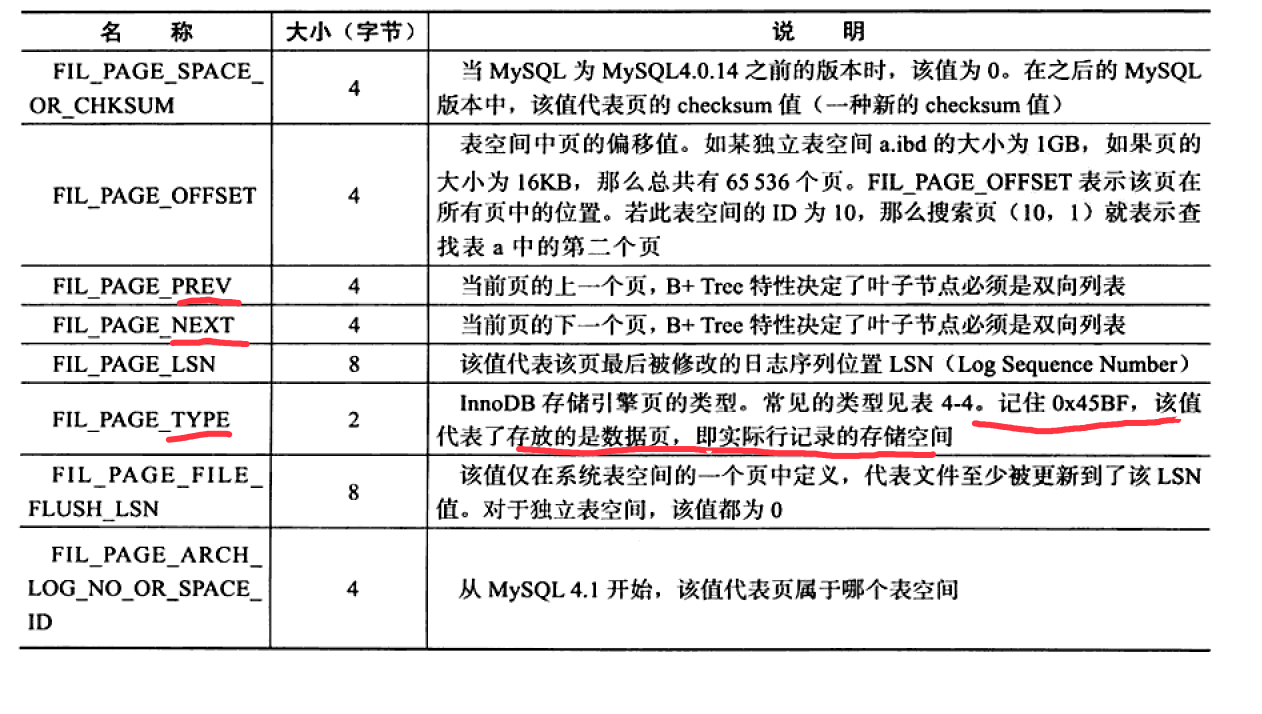 名 称 大小（字节） 说 明
FIL_PAGE_SPACE_
OR_CHKSUM
4
当 MySQL 为 MySQL4.0.14 之前的版本时，该值为 0。在之后的 MySQL
版本中，该值代表页的 checksum 值（一种新的 checksum 值）
FIL_PAGE_OFFSET
4
表空间中页的偏移值。如某独立表空间 a.ibd 的大小为 1GB，如果页的
大小为 16KB，那么总共有 65 536 个页。FIL_PAGE_OFFSET 表示该页在
所有页中的位置。若此表空间的 ID 为 10，那么搜索页（10，1）就表示查
找表 a 中的第二个页
FIL_PAGE_PREV 4 当前页的上一个页，B+ Tree 特性决定了叶子节点必须是双向列表
FIL_PAGE_NEXT 4 当前页的下一个页，B+ Tree 特性决定了叶子节点必须是双向列表
FIL_PAGE_LSN 8 该值代表该页最后被修改的日志序列位置 LSN（Log Sequence Number）
FIL_PAGE_TYPE
2
InnoDB 存储引擎页的类型。常见的类型见表 4-4。记住 0x45BF，该值
代表了存放的是数据页，即实际行记录的存储空间
FIL_PAGE_FILE_
FLUSH_LSN
8
该值仅在系统表空间的一个页中定义，代表文件至少被更新到了该 LSN
值。对于独立表空间，该值都为 0
FIL_PAGE_ARCH_
LOG_NO_OR_SPACE_
ID
4
从 MySQL 4.1 开始，该值代表页属于哪个表空间